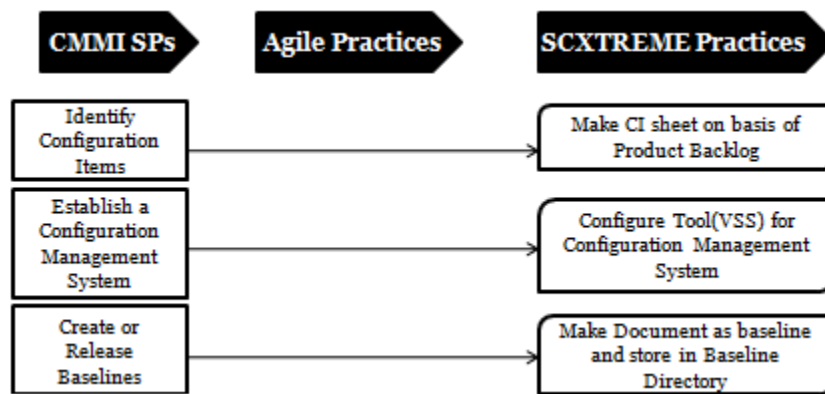 CMMI SPs
Agile Practices
SCXTREME Practices
Identify
Configuration
Items
Make CI sheet on basis of
Product Backlog
Establish a
Configuration
Management
System
Configure Tool(VSS) for
Configuration Management
System
Create or
Release
Baselines
Make Document as baseline
and store in Baseline
Directory